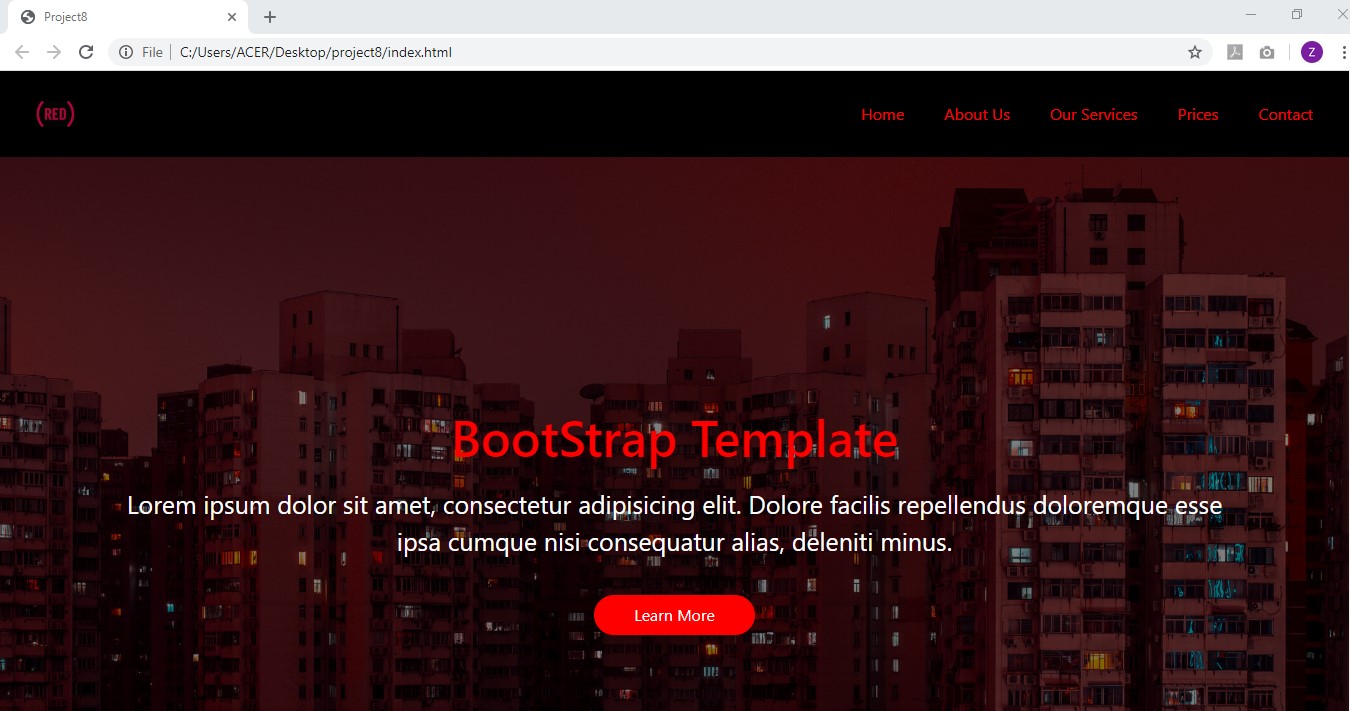 Project8
File
C:/Users/ACER/Desktop/project8/index.html
Z
(RED)
Home
About Us
Our Services
Prices
Contact
BootStrap Template
Lorem ipsum dolor sit amet, consectetur adipisicing elit. Dolore facilis repellendus doloremque esse
ipsa cumque nisi consequatur alias, deleniti minus.
Learn More